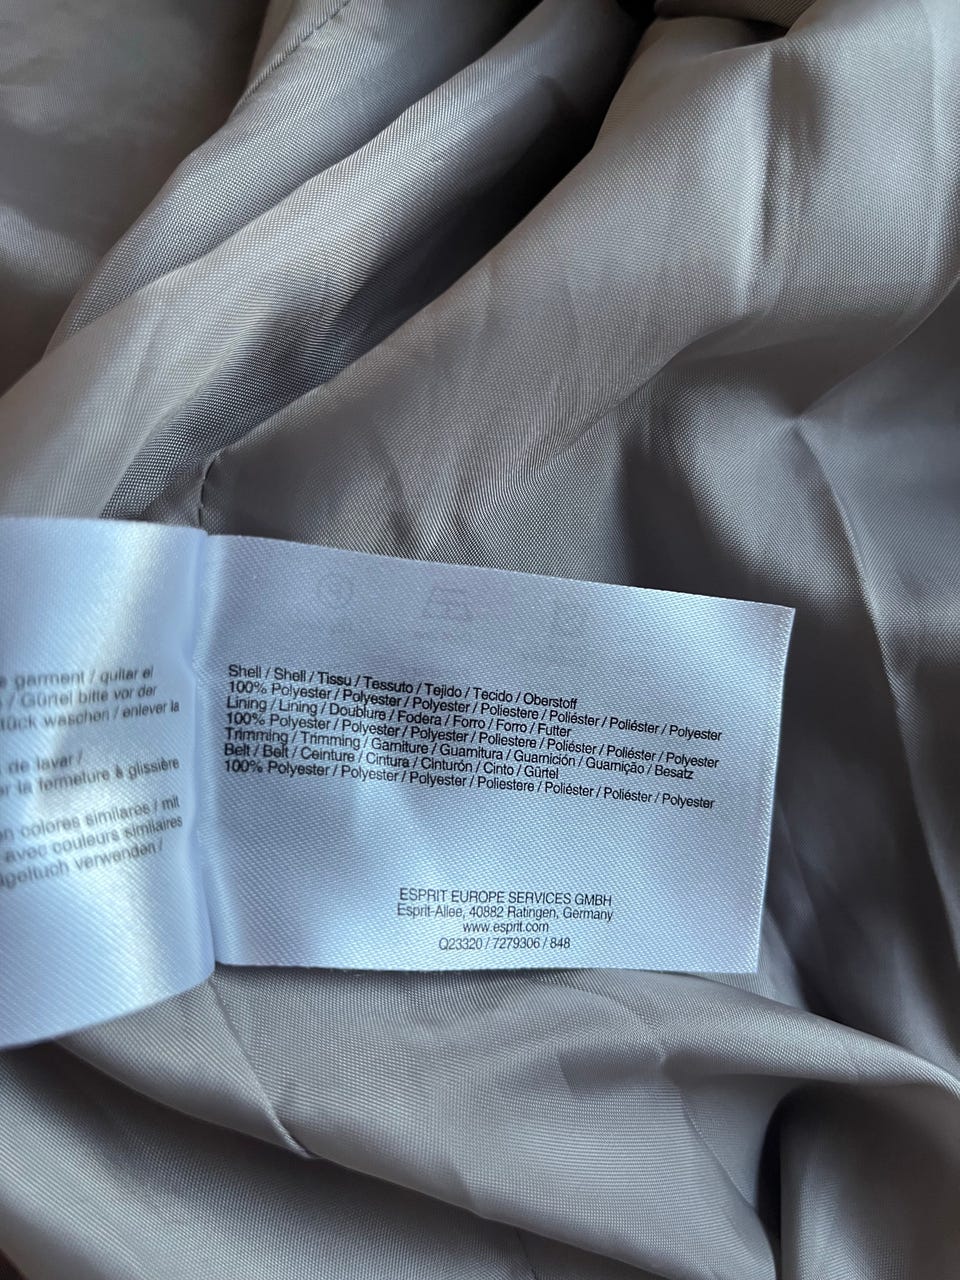 garment / quitar el
/ Gürtel bitte vor der
waschen / enlever la
de lavar /
la fermeture à glissière
colores similares / mit
avec couleurs similaires
verwenden /
Shell / Shell / Tissu / Tessuto / Tejido / Tecido / Oberstoff
100% Polyester / Polyester / Polyester / Poliestere / Poliéster / Poliéster / Polyester
Lining / Lining / Doublure / Fodera / Forro / Forro / Futter
100% Polyester / Polyester / Polyester / Poliestere / Poliéster / Poliéster / Polyester
Trimming / Trimming / Garniture / Guarnitura / Guarnición / Guarnição / Besatz
Belt / Belt / Ceinture / Cintura / Cinturón / Cinto / Gürtel
100% Polyester / Polyester / Polyester / Poliestere / Poliéster / Poliéster / Polyester
ESPRIT EUROPE SERVICES GMBH
Esprit-Allee, 40882 Ratingen, Germany
www.esprit.com
Q23320 / 7279306 / 848